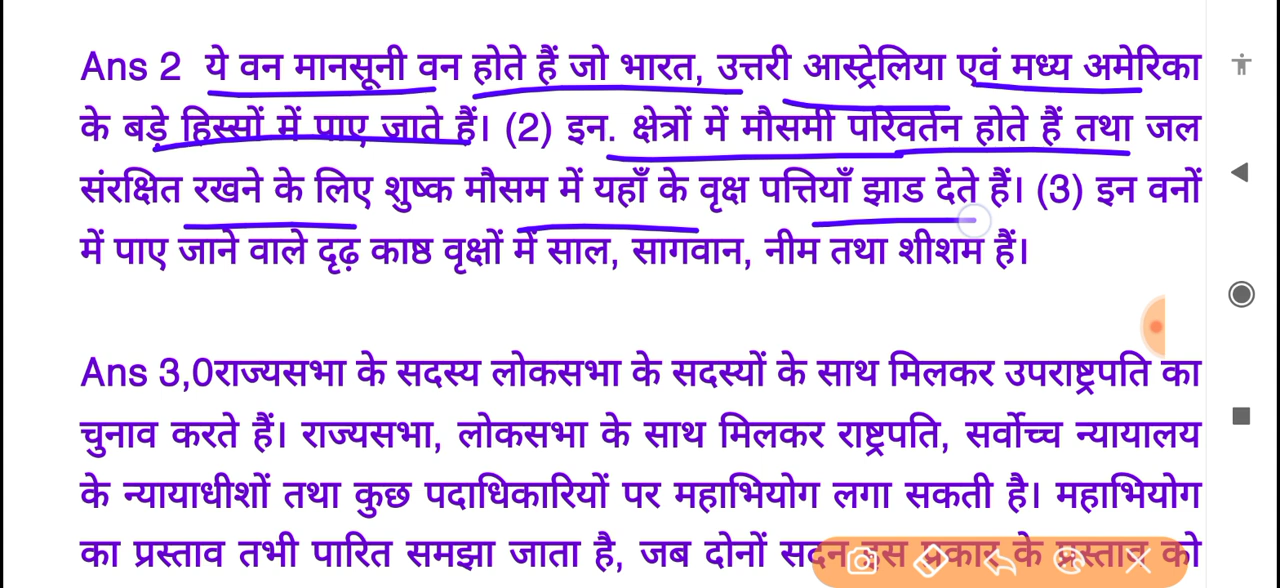 Ans 2 ये वन मानसूनी वन होते हैं जो भारत, उत्तरी आस्ट्रेलिया एवं मध्य अमेरिका
के बड़े हिस्सों में पाए जाते हैं। (2) इन. क्षेत्रों में मौसमी परिवर्तन होते हैं तथा जल
संरक्षित रखने के लिए शुष्क मौसम में यहाँ के वृक्ष पत्तियाँ झाड देते हैं। (3) इन वनों
में पाए जाने वाले दृढ़ काष्ठ वृक्षों में साल, सागवान, नीम तथा शीशम हैं।
Ans 3,0राज्यसभा के सदस्य लोकसभा के सदस्यों के साथ मिलकर उपराष्ट्रपति का
चुनाव करते हैं। राज्यसभा, लोकसभा के साथ मिलकर राष्ट्रपति, सर्वोच्च न्यायालय
के न्यायाधीशों तथा कुछ पदाधिकारियों पर महाभियोग लगा सकती है। महाभियोग
का प्रस्ताव तभी पारित समझा जाता है, जब दोनों सदन इस प्रकार के प्रस्ताव को